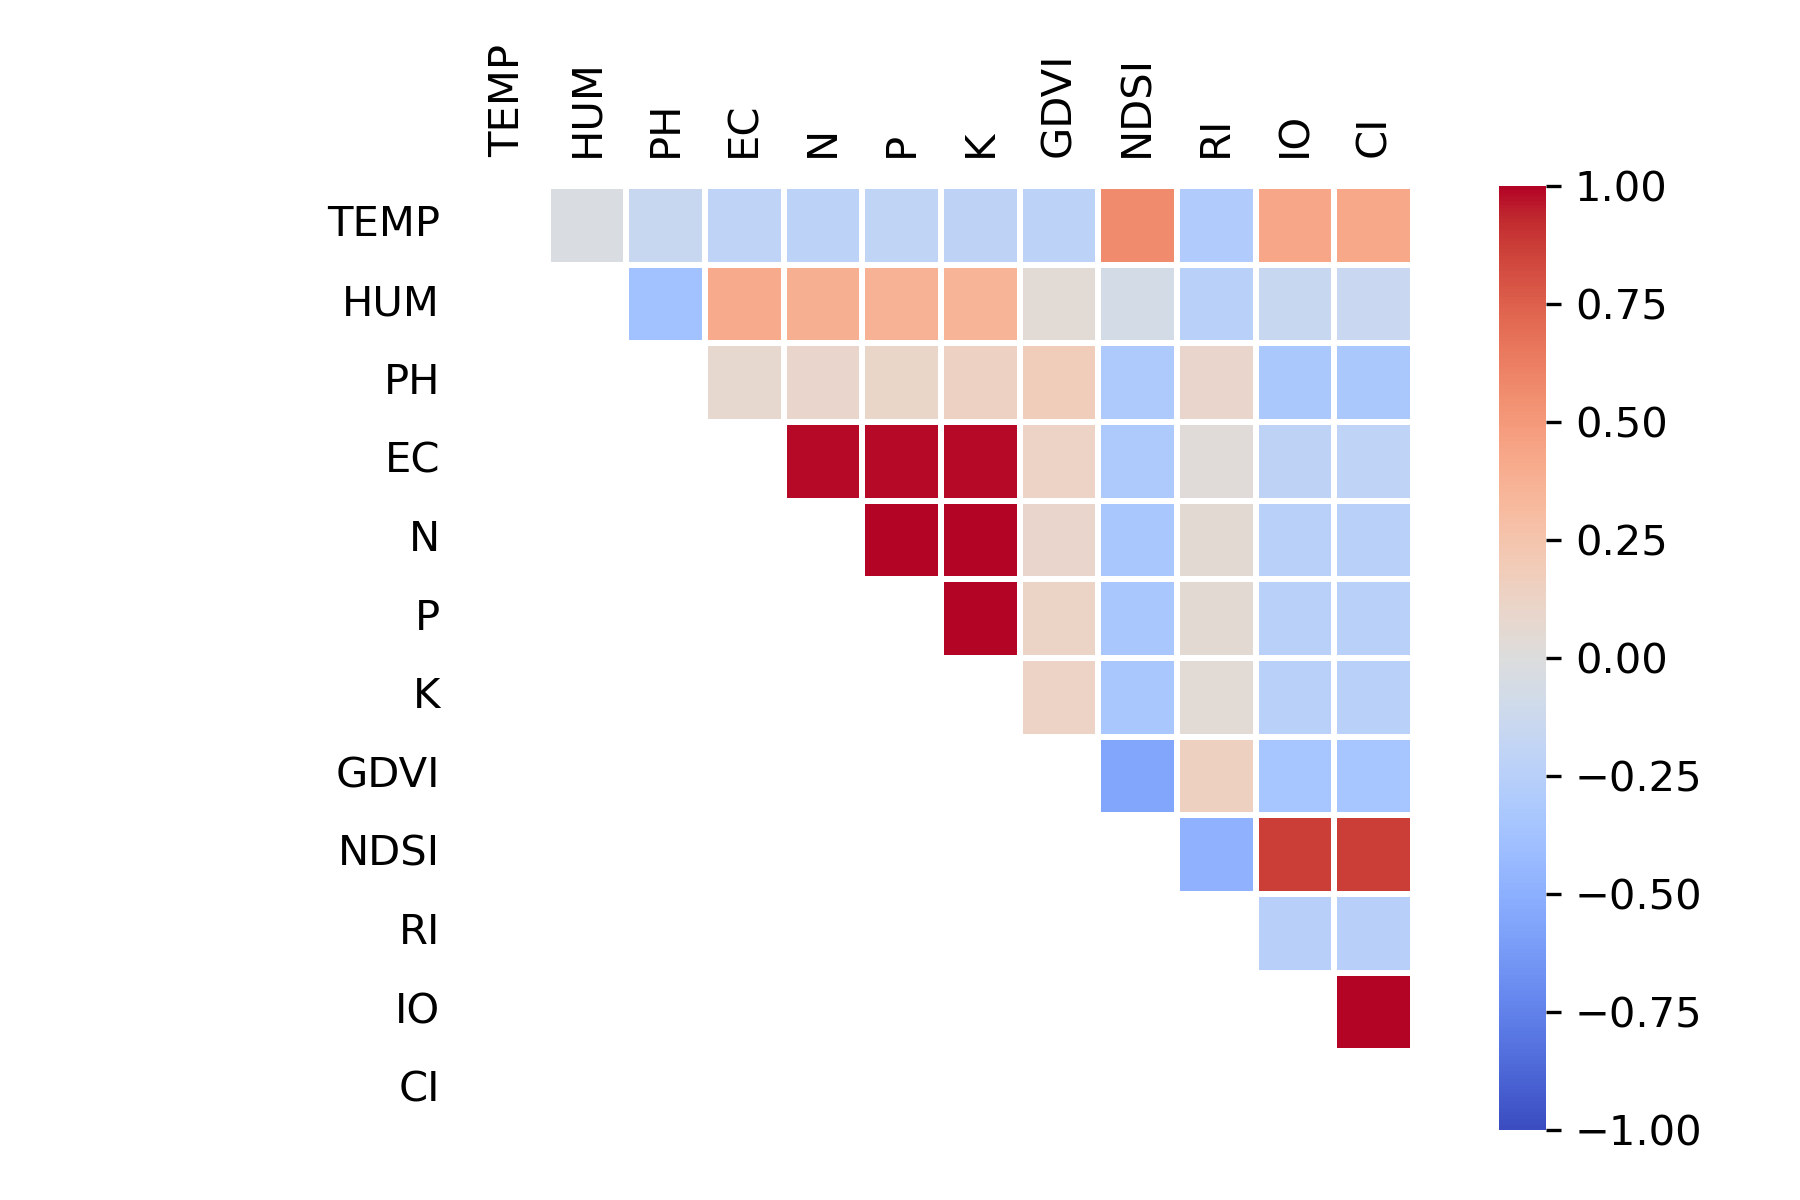 TEMP HUM PH EC N P K GDVI NDSI RI IO CI
TEMP
HUM
PH
EC
N
P
K
GDVI
NDSI
RI
IO
CI
1.00
0.75
0.50
0.25
0.00
−0.25
−0.50
−0.75
−1.00